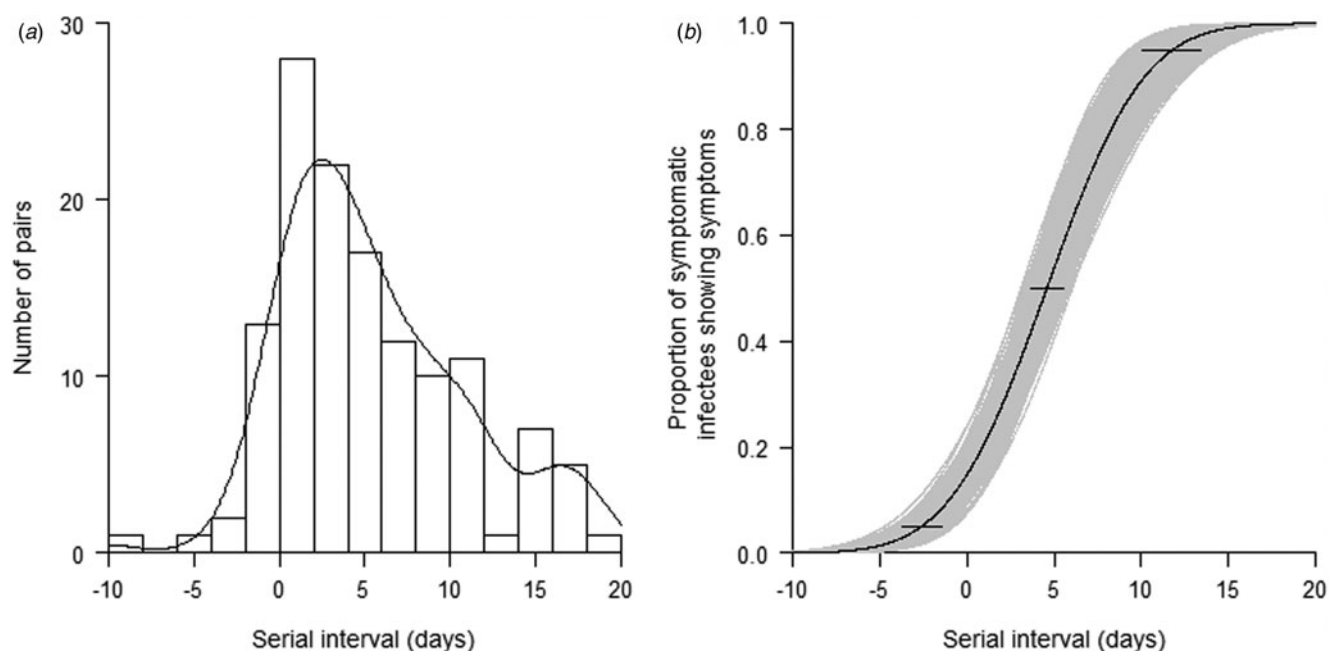 (a)
30
20
10
0
Number of pairs
-10 -5 0 5 10 15 20
Serial interval (days)
(b)
1.0
0.8
0.6
0.4
0.2
0.0
Proportion of symptomatic
infectees showing symptoms
-10 -5 0 5 10 15 20
Serial interval (days)